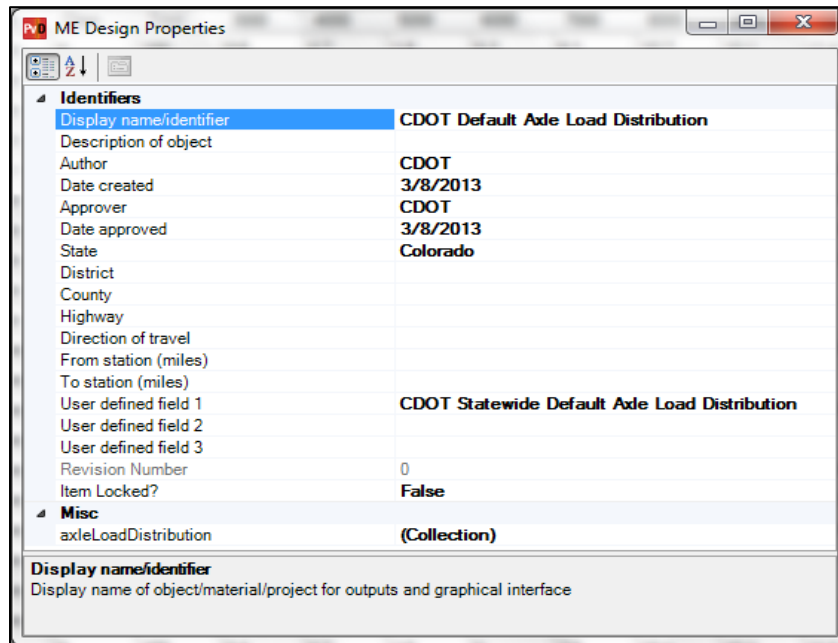 PvD ME Design Properties
Identifiers
Display name/identifier CDOT Default Axle Load Distribution
Description of object
Author CDOT
Date created 3/8/2013
Approver CDOT
Date approved 3/8/2013
State Colorado
District
County
Highway
Direction of travel
From station (miles)
To station (miles)
User defined field 1 CDOT Statewide Default Axle Load Distribution
User defined field 2
User defined field 3
Revision Number 0
Item Locked? False
Misc
axleLoadDistribution (Collection)
Display name/identifier
Display name of object/material/project for outputs and graphical interface